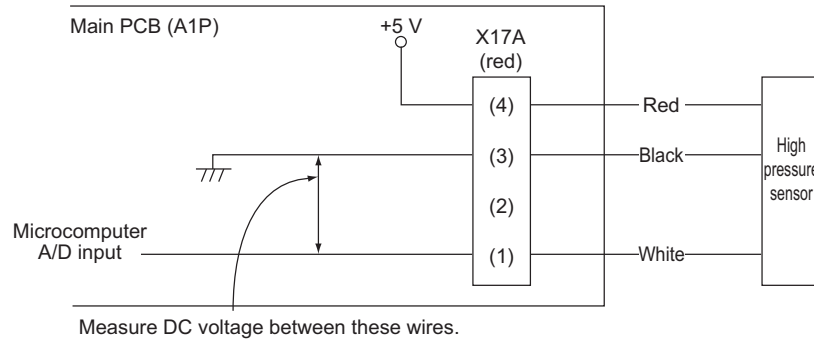 Main PCB (A1P)
+5 V
X17A
(red)
(4)
Red
(3)
Black
High
pressure
sensor
(2)
Microcomputer
A/D input
(1)
White
Measure DC voltage between these wires.